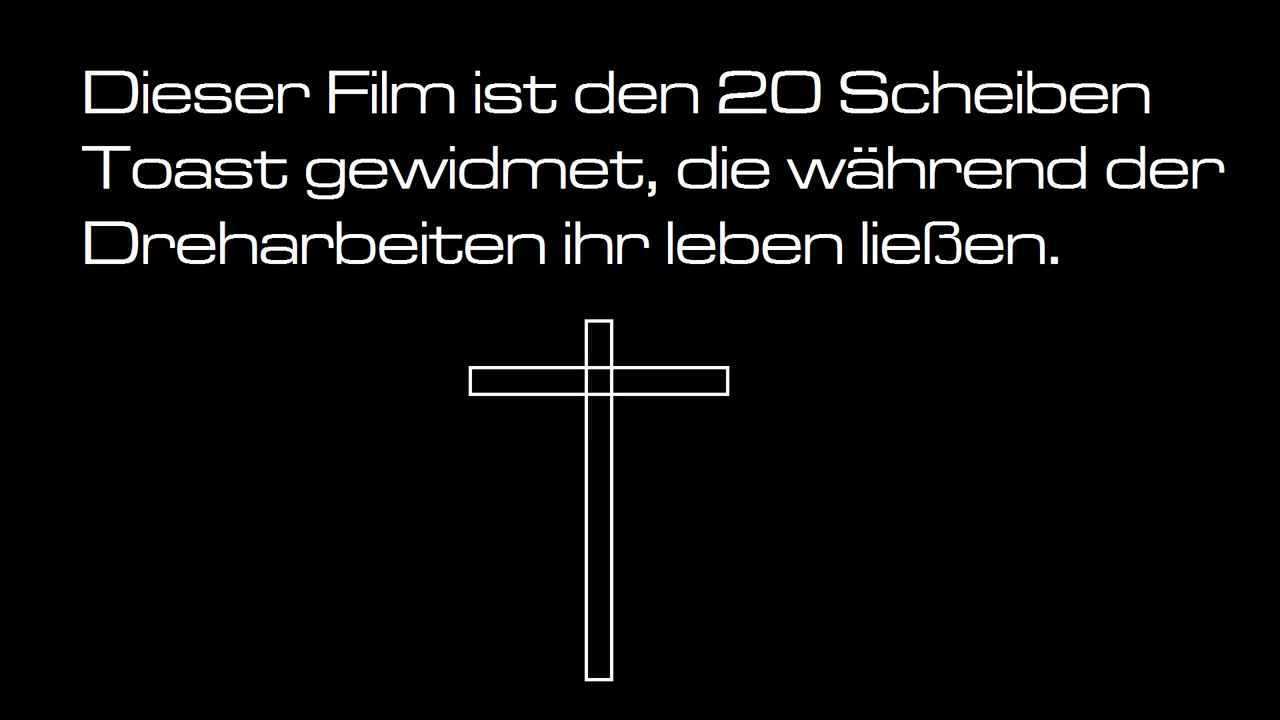 Dieser Film ist den 20 Scheiben
Toast gewidmet, die während der
Dreharbeiten ihr leben ließen.